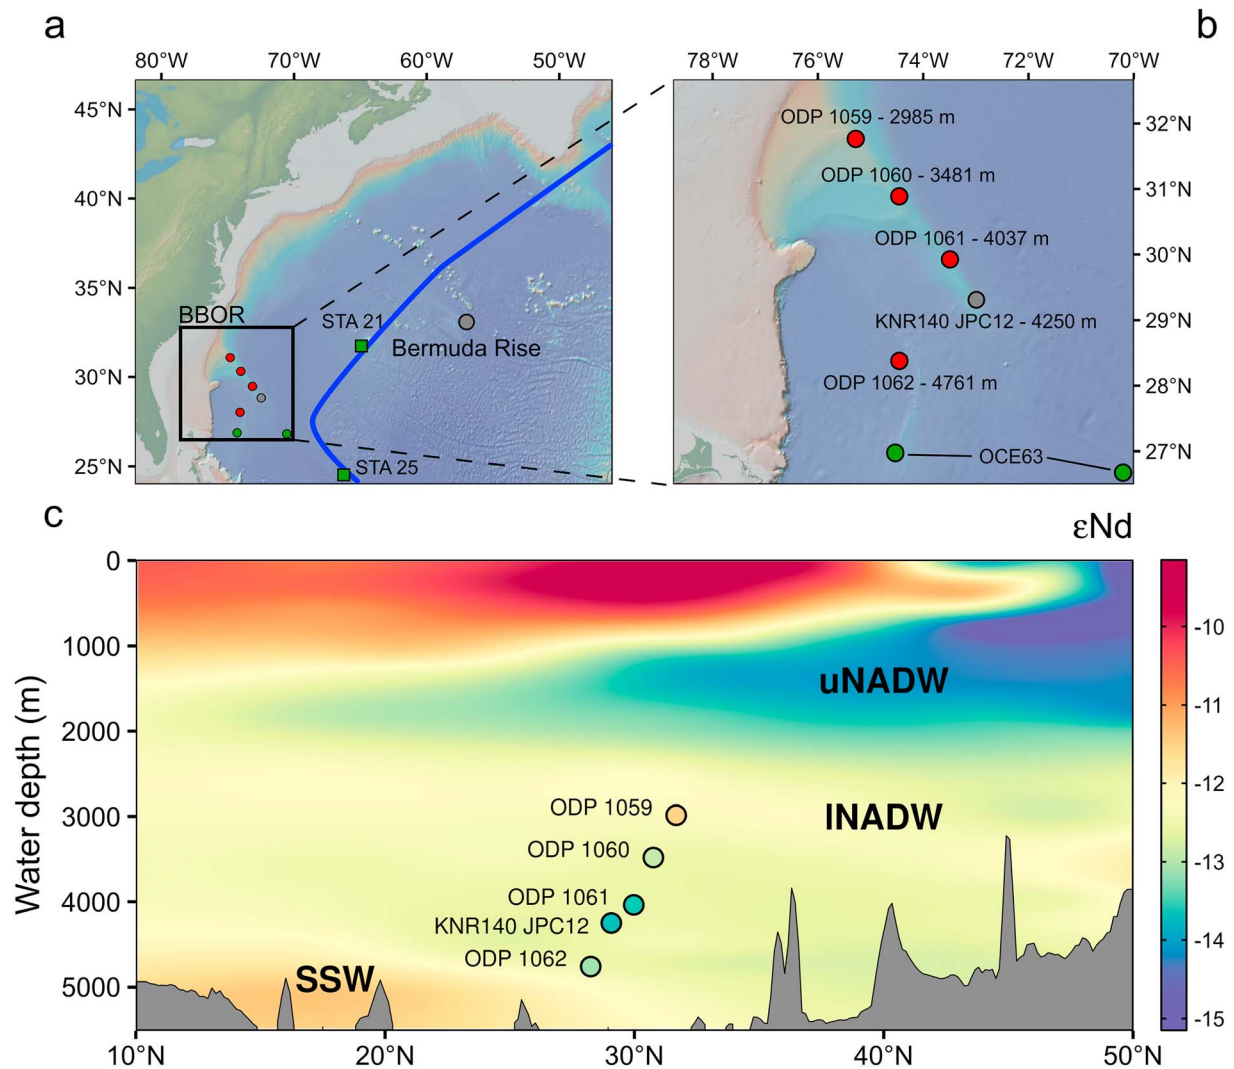 a
b
80°W 70°W 60°W 50°W
78°W 76°W 74°W 72°W 70°W
45°N
40°N
35°N
30°N
25°N
BBOR
STA 21
Bermuda Rise
STA 25
ODP 1059 - 2985 m
ODP 1060 - 3481 m
ODP 1061 - 4037 m
KNR140 JPC12 - 4250 m
ODP 1062 - 4761 m
OCE63
32°N
31°N
30°N
29°N
28°N
27°N
c
εNd
Water depth (m)
0
1000
2000
3000
4000
5000
uNADW
lNADW
ODP 1059
ODP 1060
ODP 1061
KNR140 JPC12
ODP 1062
SSW
10°N 20°N 30°N 40°N 50°N
-10
-11
-12
-13
-14
-15